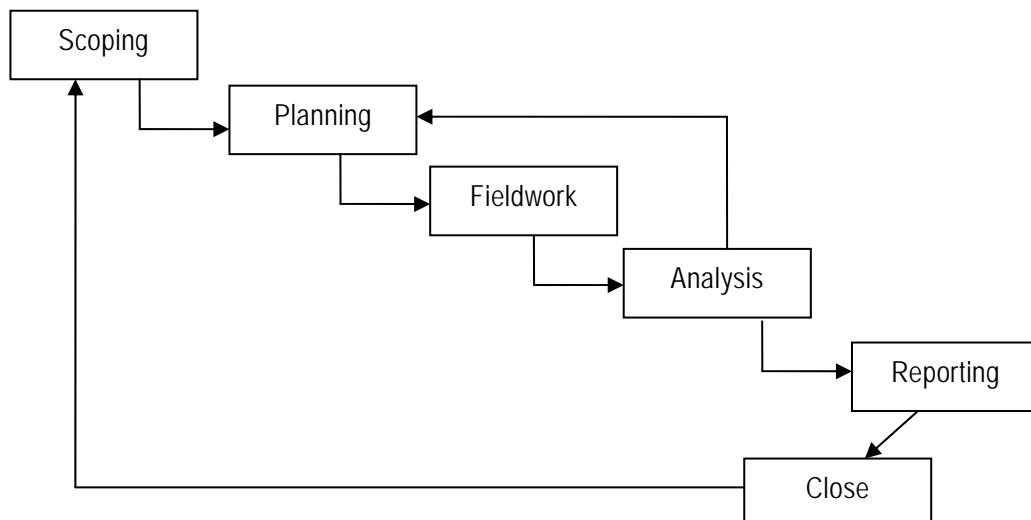 Scoping
Planning
Fieldwork
Analysis
Reporting
Close